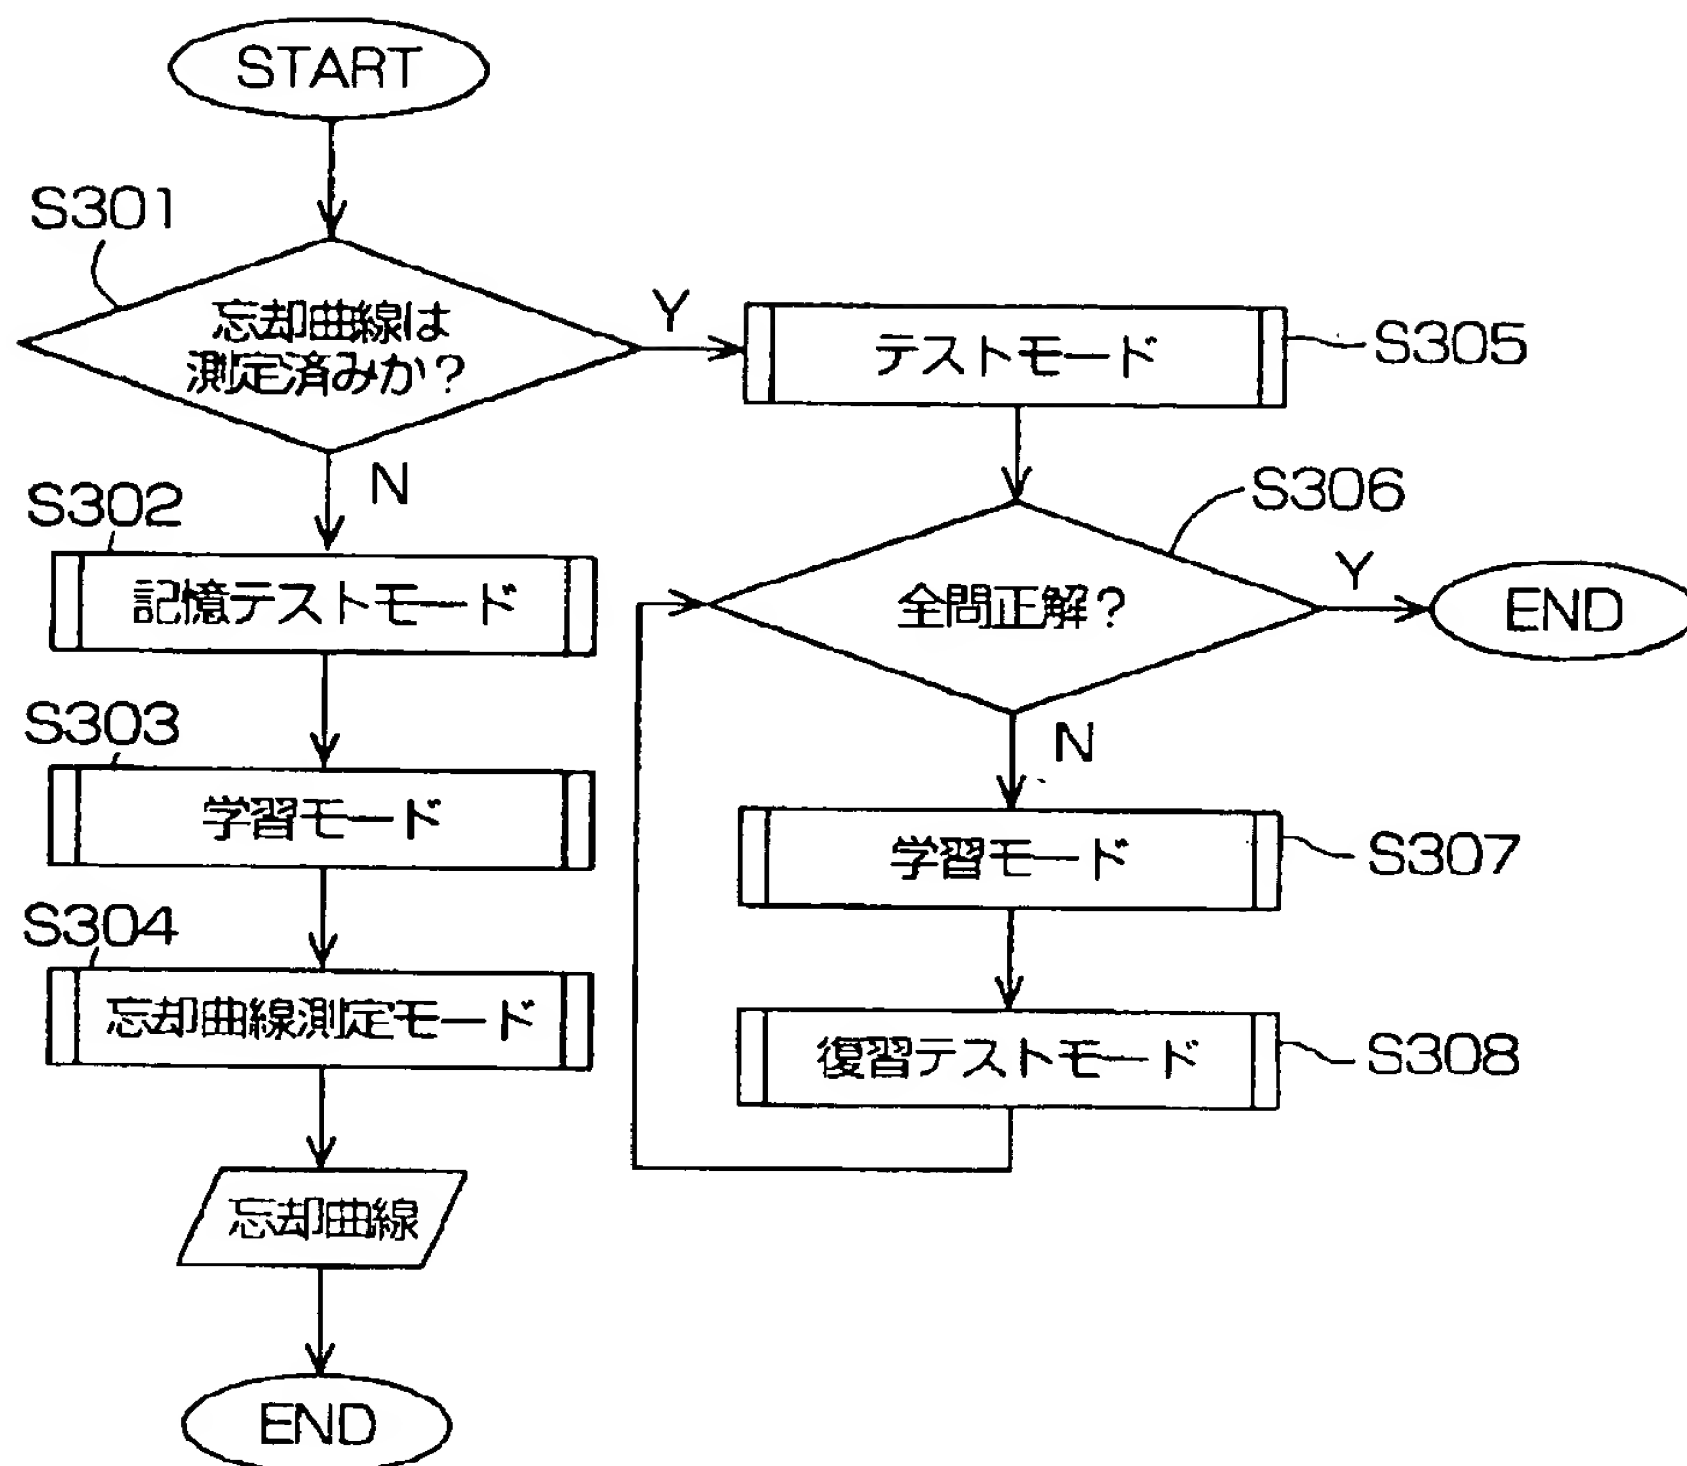 START
S301
忘却曲線は
測定済みか？
Y
テストモード
S305
N
S302
記憶テストモード
S306
全問正解？
Y
END
S303
学習モード
N
学習モード
S307
S304
忘却曲線測定モード
復習テストモード
S308
忘却曲線
END